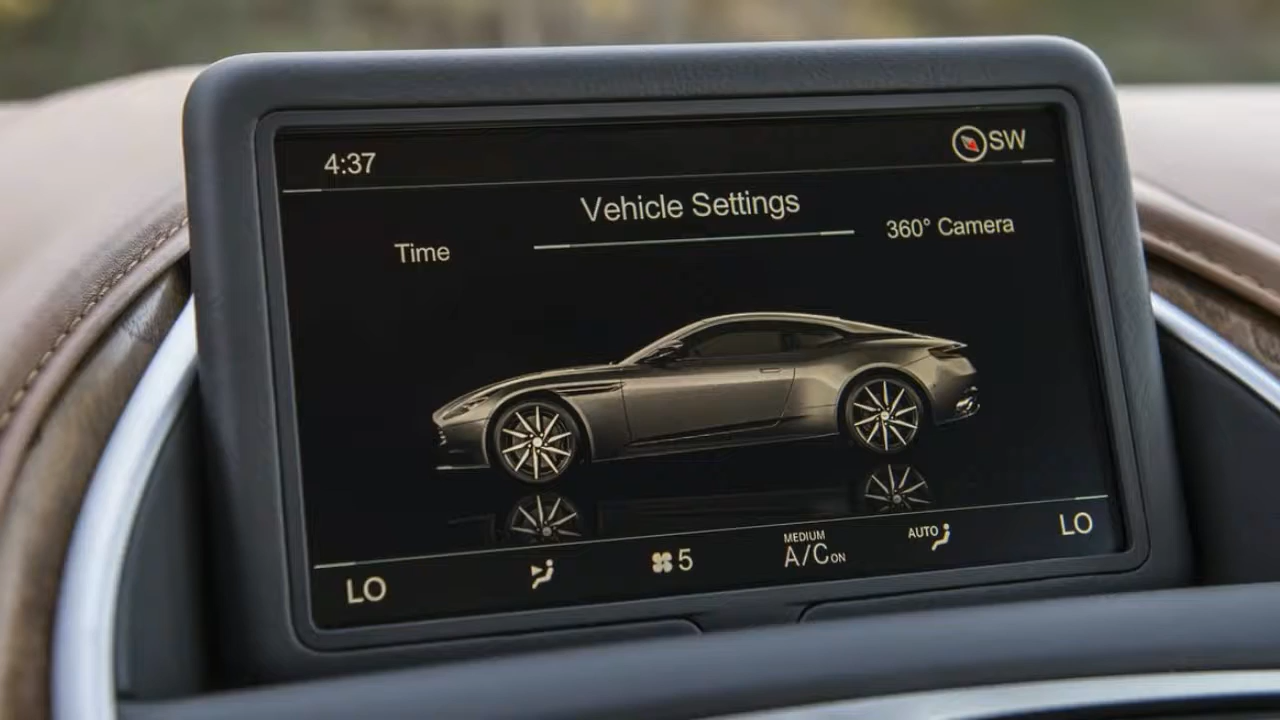 4:37
SW
Vehicle Settings
Time
360° Camera
LO
5
MEDIUM
A/C ON
AUTO
LO